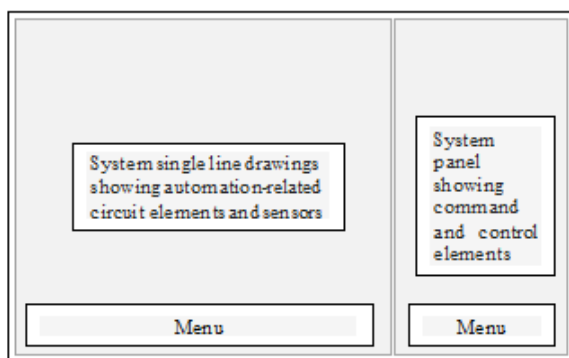 System single line drawings
showing automation-related
circuit elements and sensors
Menu
System
panel
showing
command
and control
elements
Menu